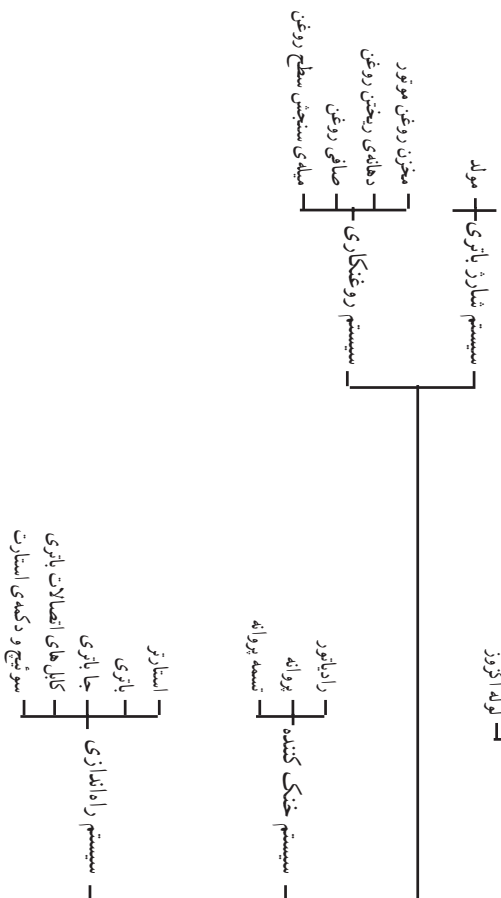 سیستم شارژ باتری
مولد
سیستم روغنکاری
مخزن روغن موتور
دهانه‌ی ریختن روغن
صافی روغن
میله‌ی سنجش سطح روغن
لوله اگزوز
سیستم خنک کننده
رادیاتور
پروانه
تسمه پروانه
سیستم راه‌اندازی
استارتر
باتری
جا باتری
کابل‌های اتصالات باتری
سوئیچ و دکمه‌ی استارت